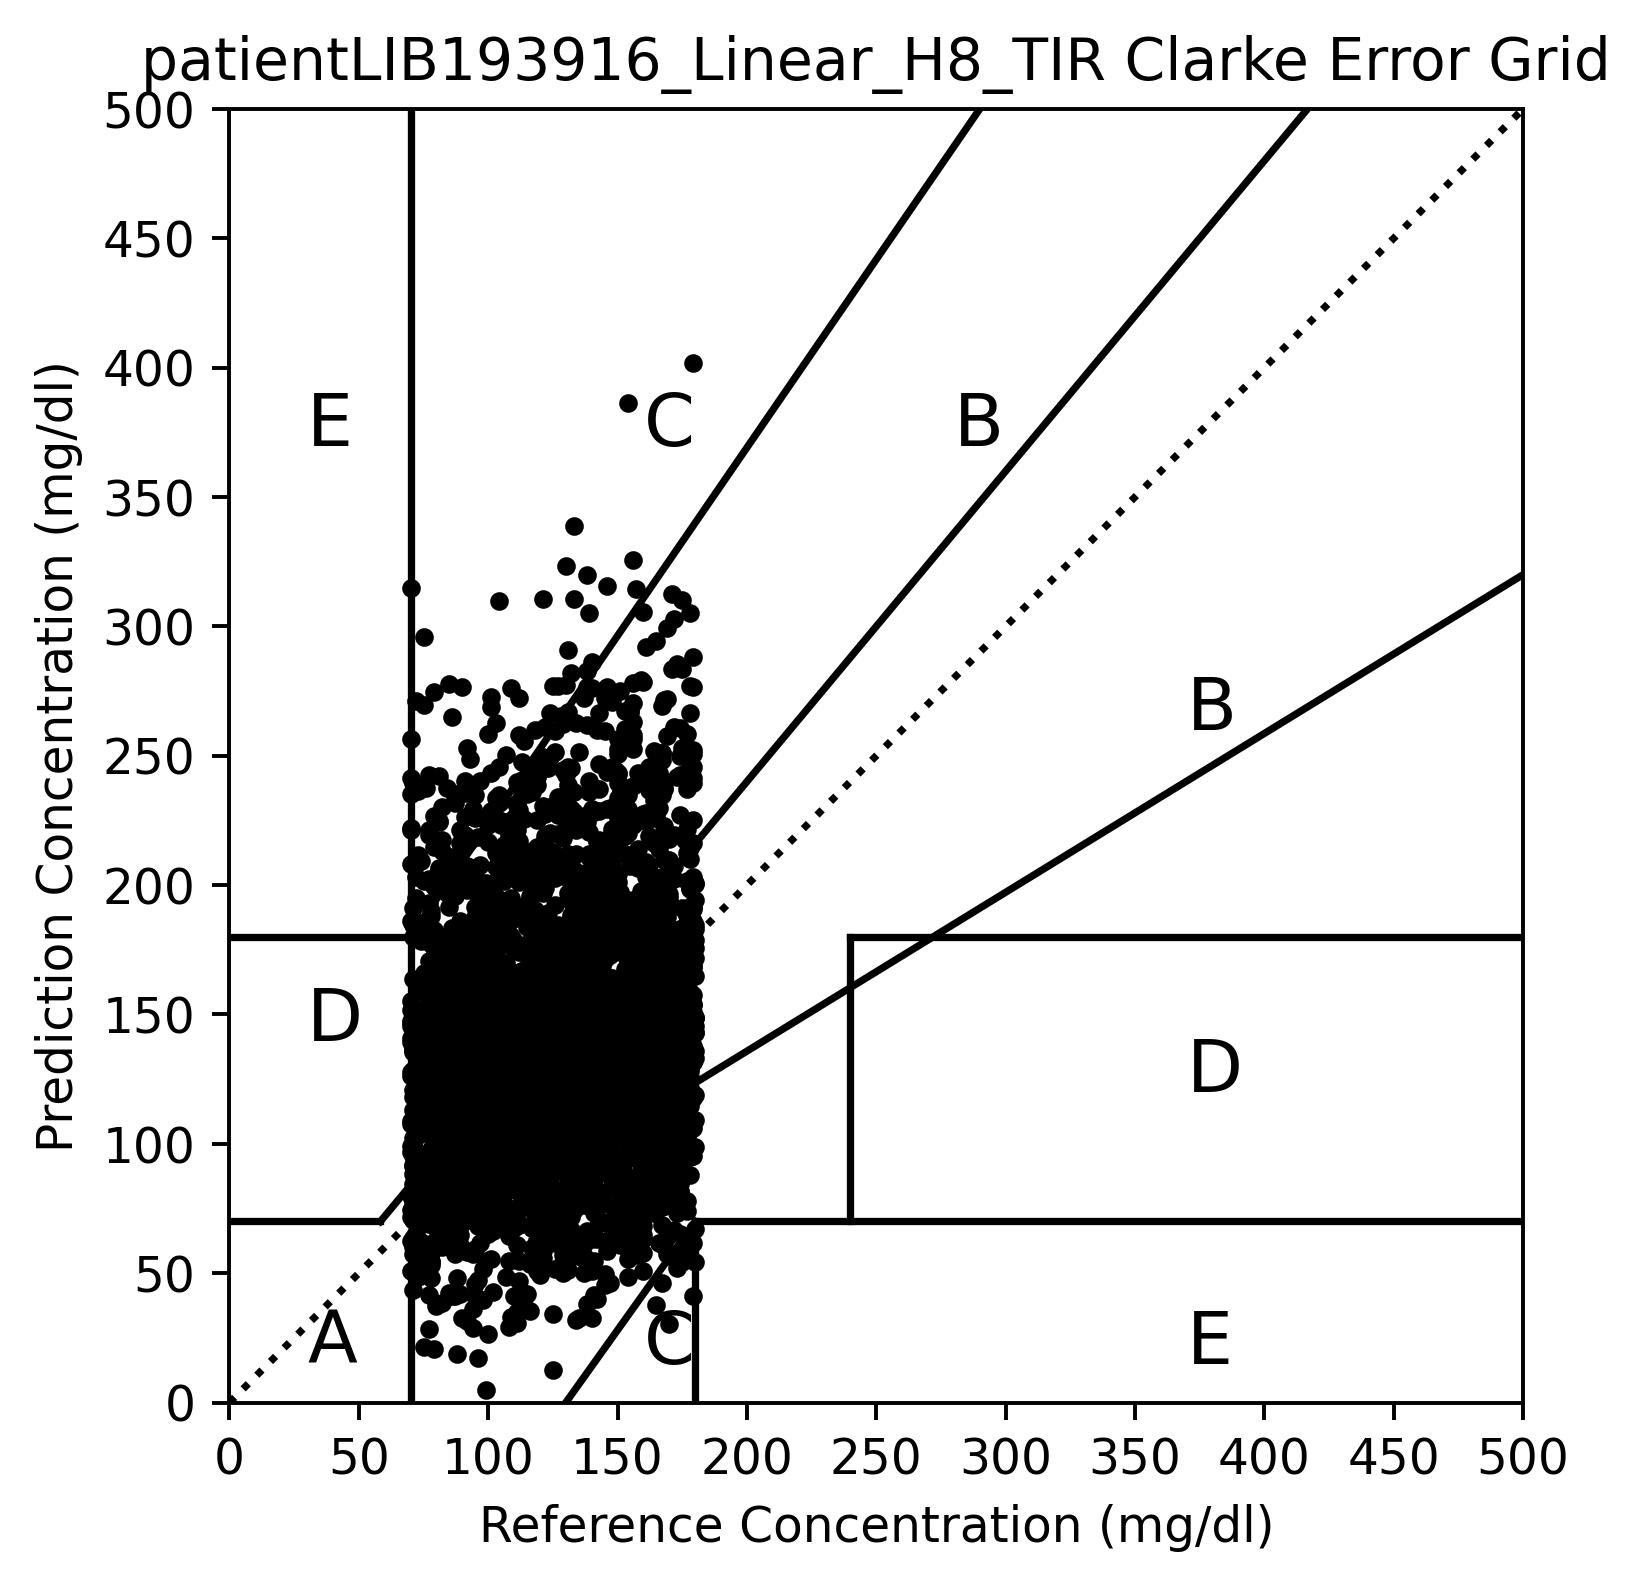 patientLIB193916_Linear_H8_TIR Clarke Error Grid
Prediction Concentration (mg/dl)
500
450
400
350
300
250
200
150
100
50
0
E
C
B
B
D
D
A
C
E
0 50 100 150 200 250 300 350 400 450 500
Reference Concentration (mg/dl)